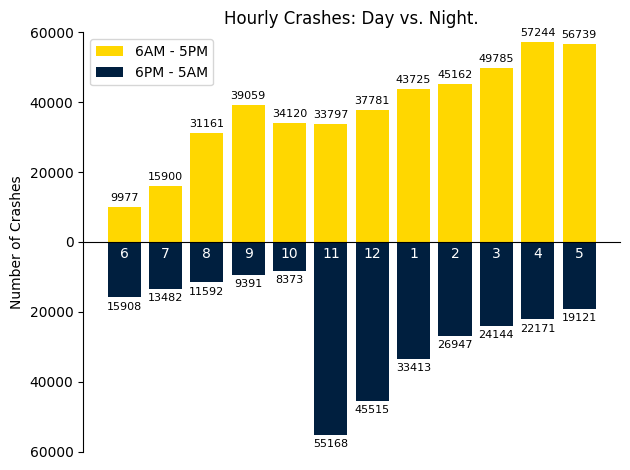 Hourly Crashes: Day vs. Night.
6AM - 5PM
6PM - 5AM
Number of Crashes
60000
40000
20000
0
20000
40000
60000
9977 15900 31161 39059 34120 33797 37781 43725 45162 49785 57244 56739
6 7 8 9 10 11 12 1 2 3 4 5
15908 13482 11592 9391 8373 55168 45515 33413 26947 24144 22171 19121